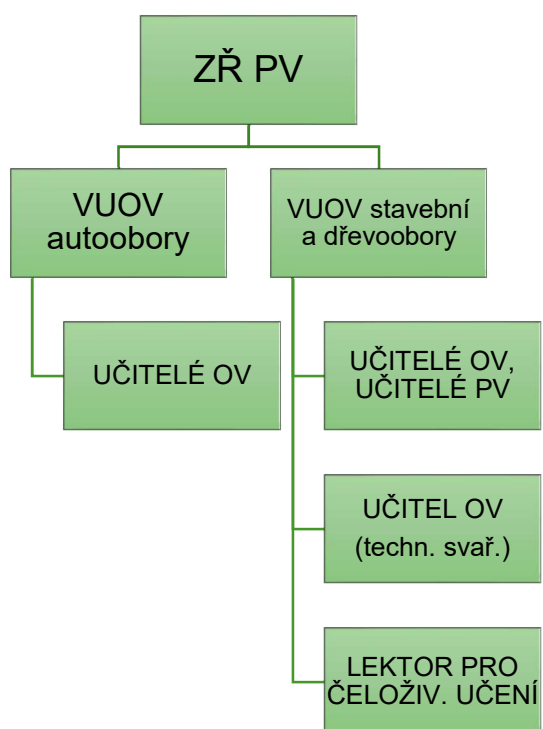 ZŘ PV
VUOV
autoobory
VUOV stavební
a dřevoobory
UČITELÉ OV
UČITELÉ OV,
UČITELÉ PV
UČITEL OV
(techn. svař.)
LEKTOR PRO
ČELOŽIV. UČENÍ